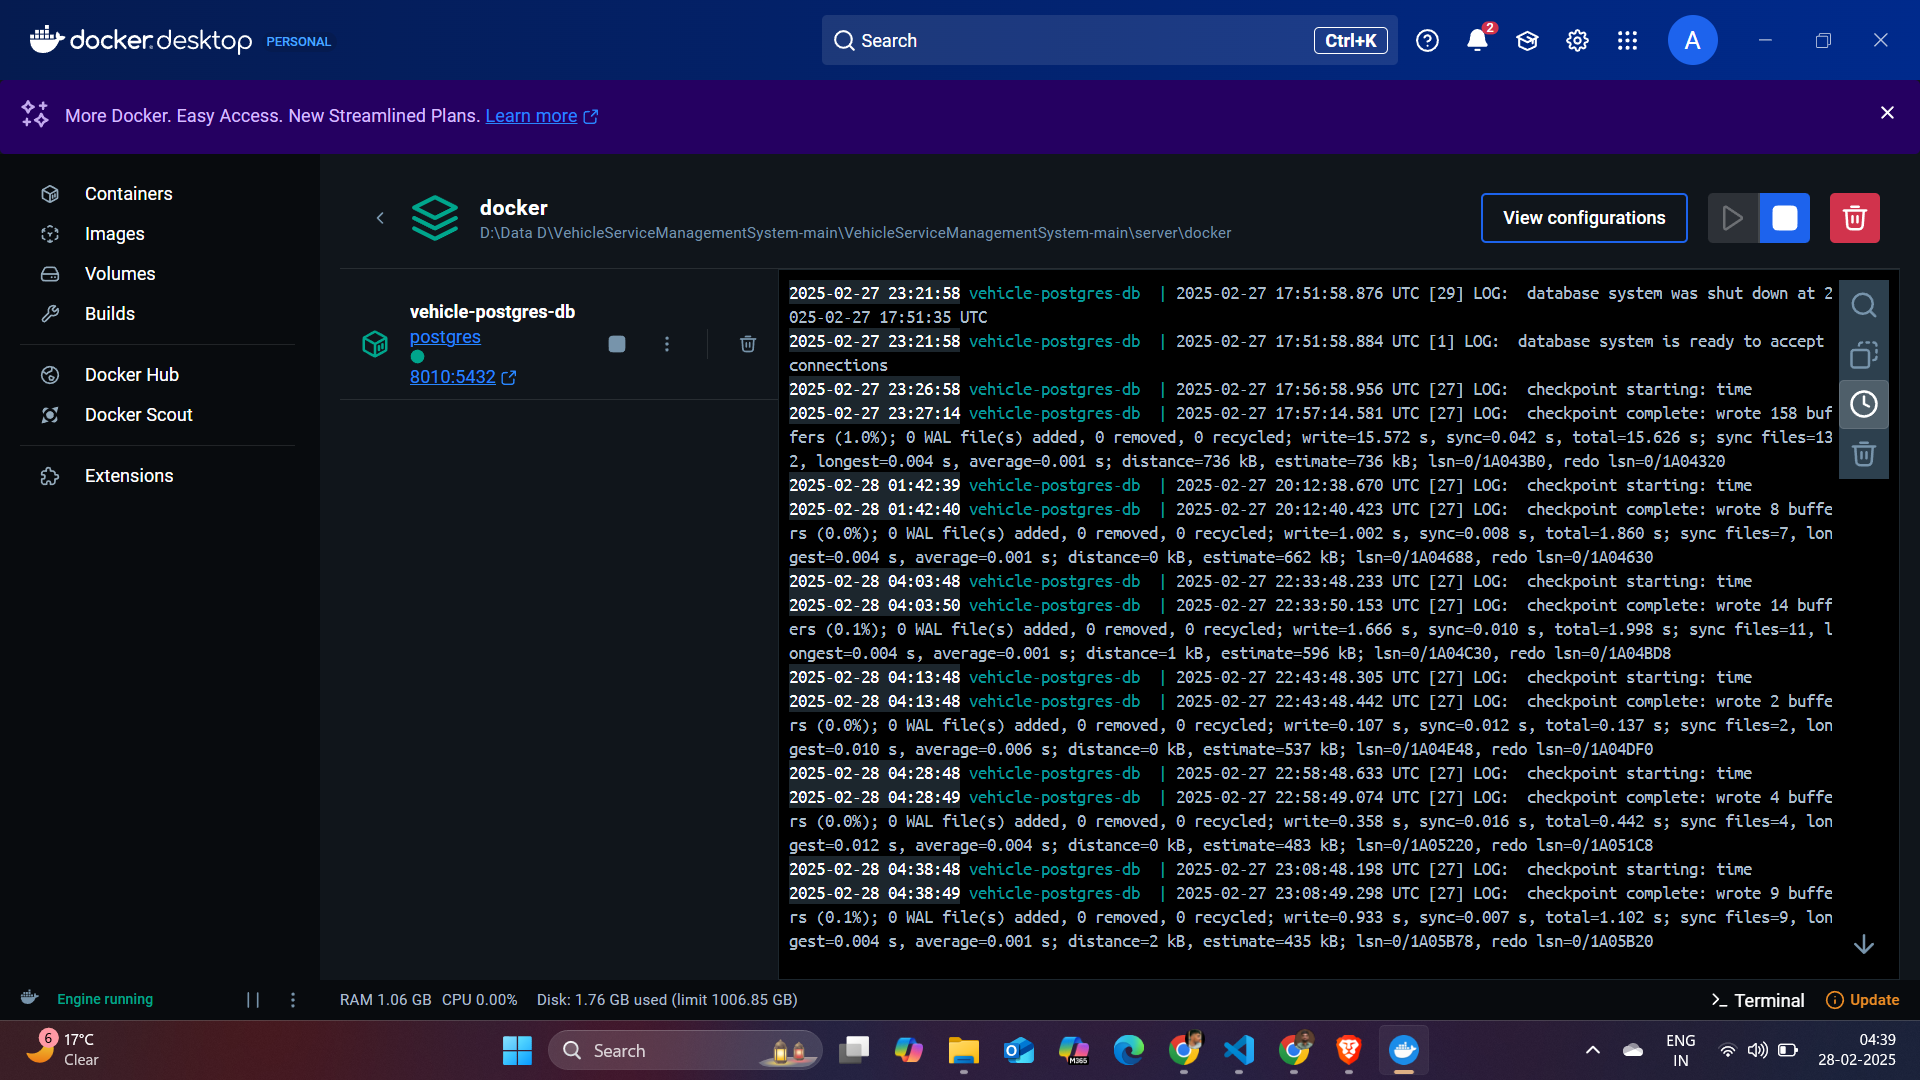 docker.desktop PERSONAL
Search Ctrl+K
2
A
More Docker. Easy Access. New Streamlined Plans. Learn more
Containers
Images
Volumes
Builds
Docker Hub
Docker Scout
Extensions
docker
D:\Data D\VehicleServiceManagementSystem-main\VehicleServiceManagementSystem-main\server\docker
View configurations
vehicle-postgres-db
postgres
8010:5432
2025-02-27 23:21:58 vehicle-postgres-db | 2025-02-27 17:51:58.876 UTC [29] LOG: database system was shut down at 2
025-02-27 17:51:35 UTC
2025-02-27 23:21:58 vehicle-postgres-db | 2025-02-27 17:51:58.884 UTC [1] LOG: database system is ready to accept
connections
2025-02-27 23:26:58 vehicle-postgres-db | 2025-02-27 17:56:58.956 UTC [27] LOG: checkpoint starting: time
2025-02-27 23:27:14 vehicle-postgres-db | 2025-02-27 17:57:14.581 UTC [27] LOG: checkpoint complete: wrote 158 buf
fers (1.0%); 0 WAL file(s) added, 0 removed, 0 recycled; write=15.572 s, sync=0.042 s, total=15.626 s; sync files=13
2, longest=0.004 s, average=0.001 s; distance=736 kB, estimate=736 kB; lsn=0/1A043B0, redo lsn=0/1A04320
2025-02-28 01:42:39 vehicle-postgres-db | 2025-02-27 20:12:38.670 UTC [27] LOG: checkpoint starting: time
2025-02-28 01:42:40 vehicle-postgres-db | 2025-02-27 20:12:40.423 UTC [27] LOG: checkpoint complete: wrote 8 buffe
rs (0.0%); 0 WAL file(s) added, 0 removed, 0 recycled; write=1.002 s, sync=0.008 s, total=1.860 s; sync files=7, lon
gest=0.004 s, average=0.001 s; distance=0 kB, estimate=662 kB; lsn=0/1A04688, redo lsn=0/1A04630
2025-02-28 04:03:48 vehicle-postgres-db | 2025-02-27 22:33:48.233 UTC [27] LOG: checkpoint starting: time
2025-02-28 04:03:50 vehicle-postgres-db | 2025-02-27 22:33:50.153 UTC [27] LOG: checkpoint complete: wrote 14 buff
ers (0.1%); 0 WAL file(s) added, 0 removed, 0 recycled; write=1.666 s, sync=0.010 s, total=1.998 s; sync files=11, l
ongest=0.004 s, average=0.001 s; distance=1 kB, estimate=596 kB; lsn=0/1A04C30, redo lsn=0/1A04BD8
2025-02-28 04:13:48 vehicle-postgres-db | 2025-02-27 22:43:48.305 UTC [27] LOG: checkpoint starting: time
2025-02-28 04:13:48 vehicle-postgres-db | 2025-02-27 22:43:48.442 UTC [27] LOG: checkpoint complete: wrote 2 buffe
rs (0.0%); 0 WAL file(s) added, 0 removed, 0 recycled; write=0.107 s, sync=0.012 s, total=0.137 s; sync files=2, lon
gest=0.010 s, average=0.006 s; distance=0 kB, estimate=537 kB; lsn=0/1A04E48, redo lsn=0/1A04DF0
2025-02-28 04:28:48 vehicle-postgres-db | 2025-02-27 22:58:48.633 UTC [27] LOG: checkpoint starting: time
2025-02-28 04:28:49 vehicle-postgres-db | 2025-02-27 22:58:49.074 UTC [27] LOG: checkpoint complete: wrote 4 buffe
rs (0.0%); 0 WAL file(s) added, 0 removed, 0 recycled; write=0.358 s, sync=0.016 s, total=0.442 s; sync files=4, lon
gest=0.012 s, average=0.004 s; distance=0 kB, estimate=483 kB; lsn=0/1A05220, redo lsn=0/1A051C8
2025-02-28 04:38:48 vehicle-postgres-db | 2025-02-27 23:08:48.198 UTC [27] LOG: checkpoint starting: time
2025-02-28 04:38:49 vehicle-postgres-db | 2025-02-27 23:08:49.298 UTC [27] LOG: checkpoint complete: wrote 9 buffe
rs (0.1%); 0 WAL file(s) added, 0 removed, 0 recycled; write=0.933 s, sync=0.007 s, total=1.102 s; sync files=9, lon
gest=0.004 s, average=0.001 s; distance=2 kB, estimate=435 kB; lsn=0/1A05B78, redo lsn=0/1A05B20
Engine running
RAM 1.06 GB CPU 0.00% Disk: 1.76 GB used (limit 1006.85 GB)
Terminal
Update
6
17°C
Clear
Search
M365
ENG
IN
04:39
28-02-2025